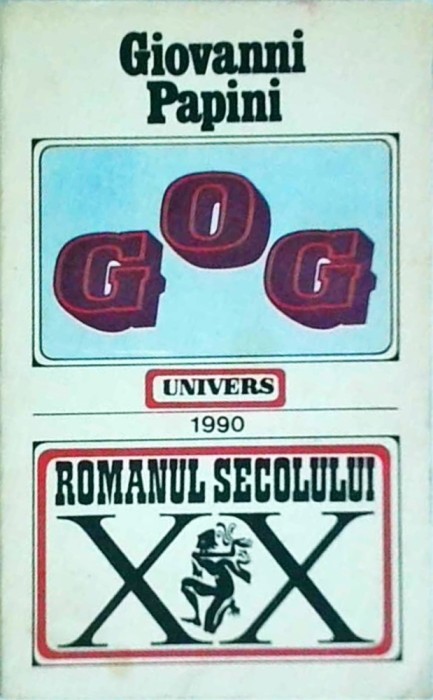 Giovanni
Papini
GOG
UNIVERS
1990
ROMANUL SECOLULUI
XX